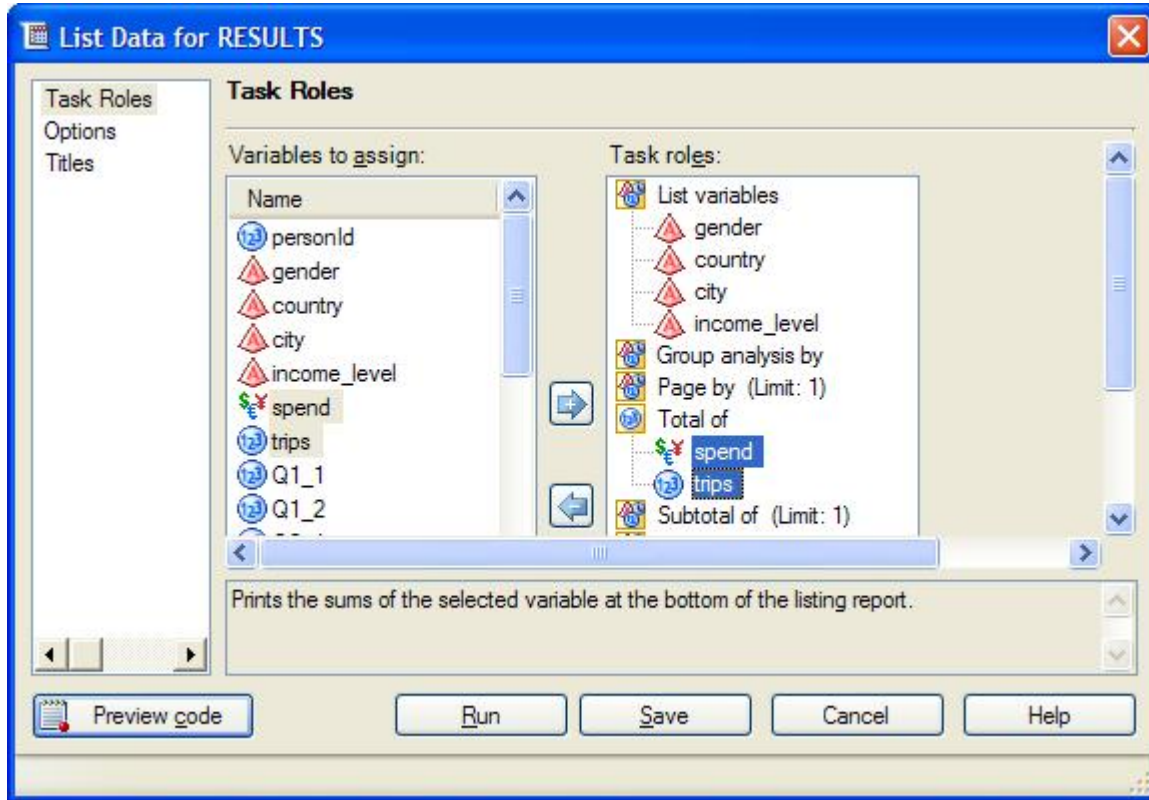 List Data for RESULTS
Task Roles
Options
Titles
Task Roles
Variables to assign:
Name
personId
gender
country
city
income_level
spend
trips
Q1_1
Q1_2
Task roles:
List variables
gender
country
city
income_level
Group analysis by
Page by (Limit: 1)
Total of
spend
trips
Subtotal of (Limit: 1)
Prints the sums of the selected variable at the bottom of the listing report.
Preview code
Run
Save
Cancel
Help